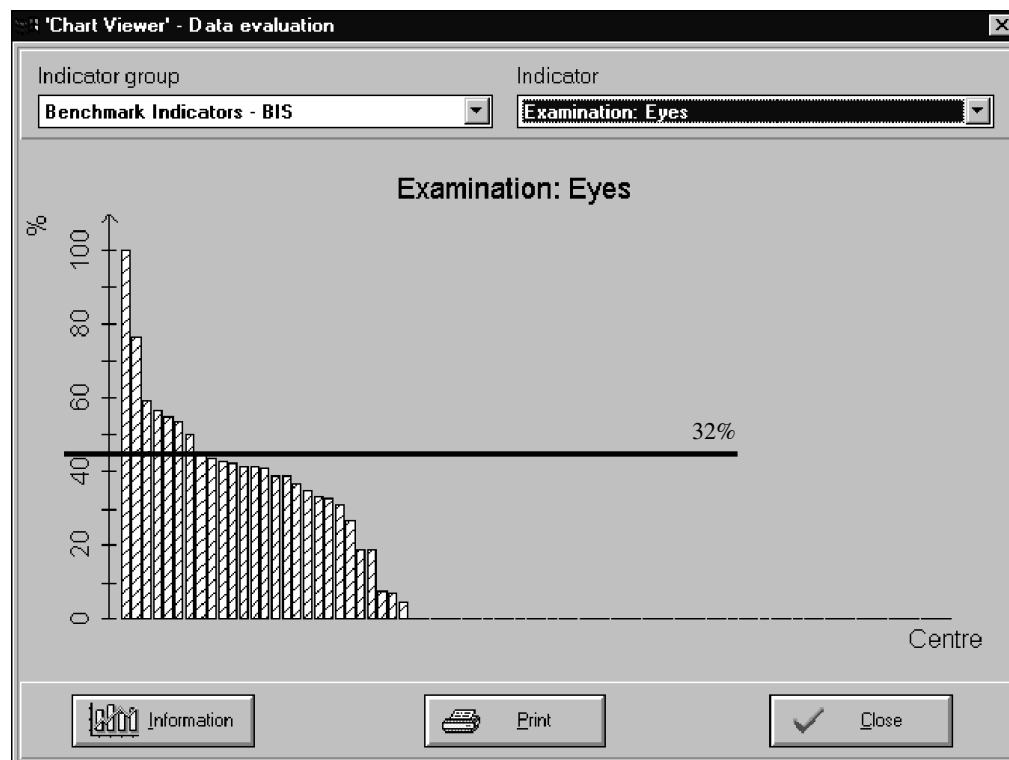 'Chart Viewer' - Data evaluation
Indicator group
Indicator
Benchmark Indicators - BIS
Examination: Eyes
Examination: Eyes
%
100
80
60
40
20
0
32%
Centre
Information
Print
Close